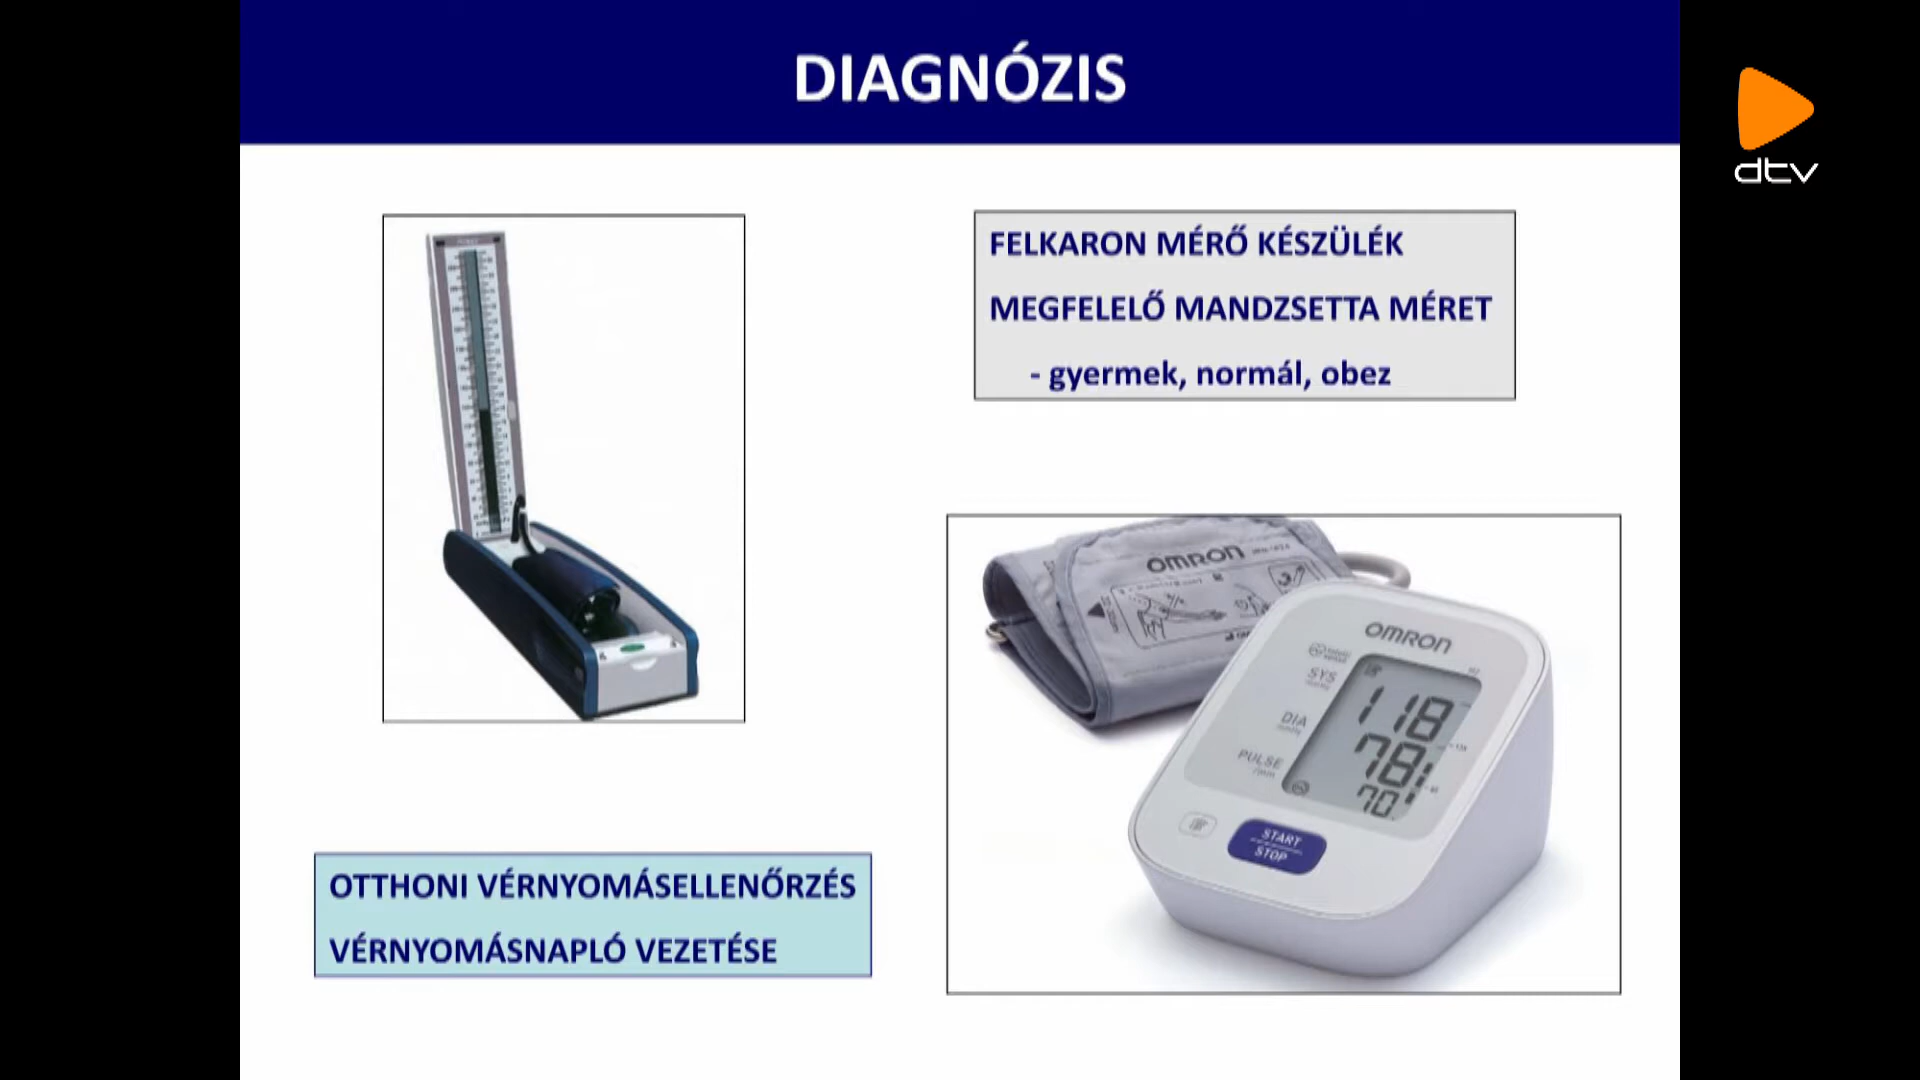 DIAGNÓZIS
dtv
FELKARON MÉRŐ KÉSZÜLÉK
MEGFELELŐ MANDZSETTA MÉRET
- gyermek, normál, obez
OMRON
OMRON
SYS
118
DIA
78
PULSE
70
START
STOP
OTTHONI VÉRNYOMÁSELLENŐRZÉS
VÉRNYOMÁSNAPLÓ VEZETÉSE